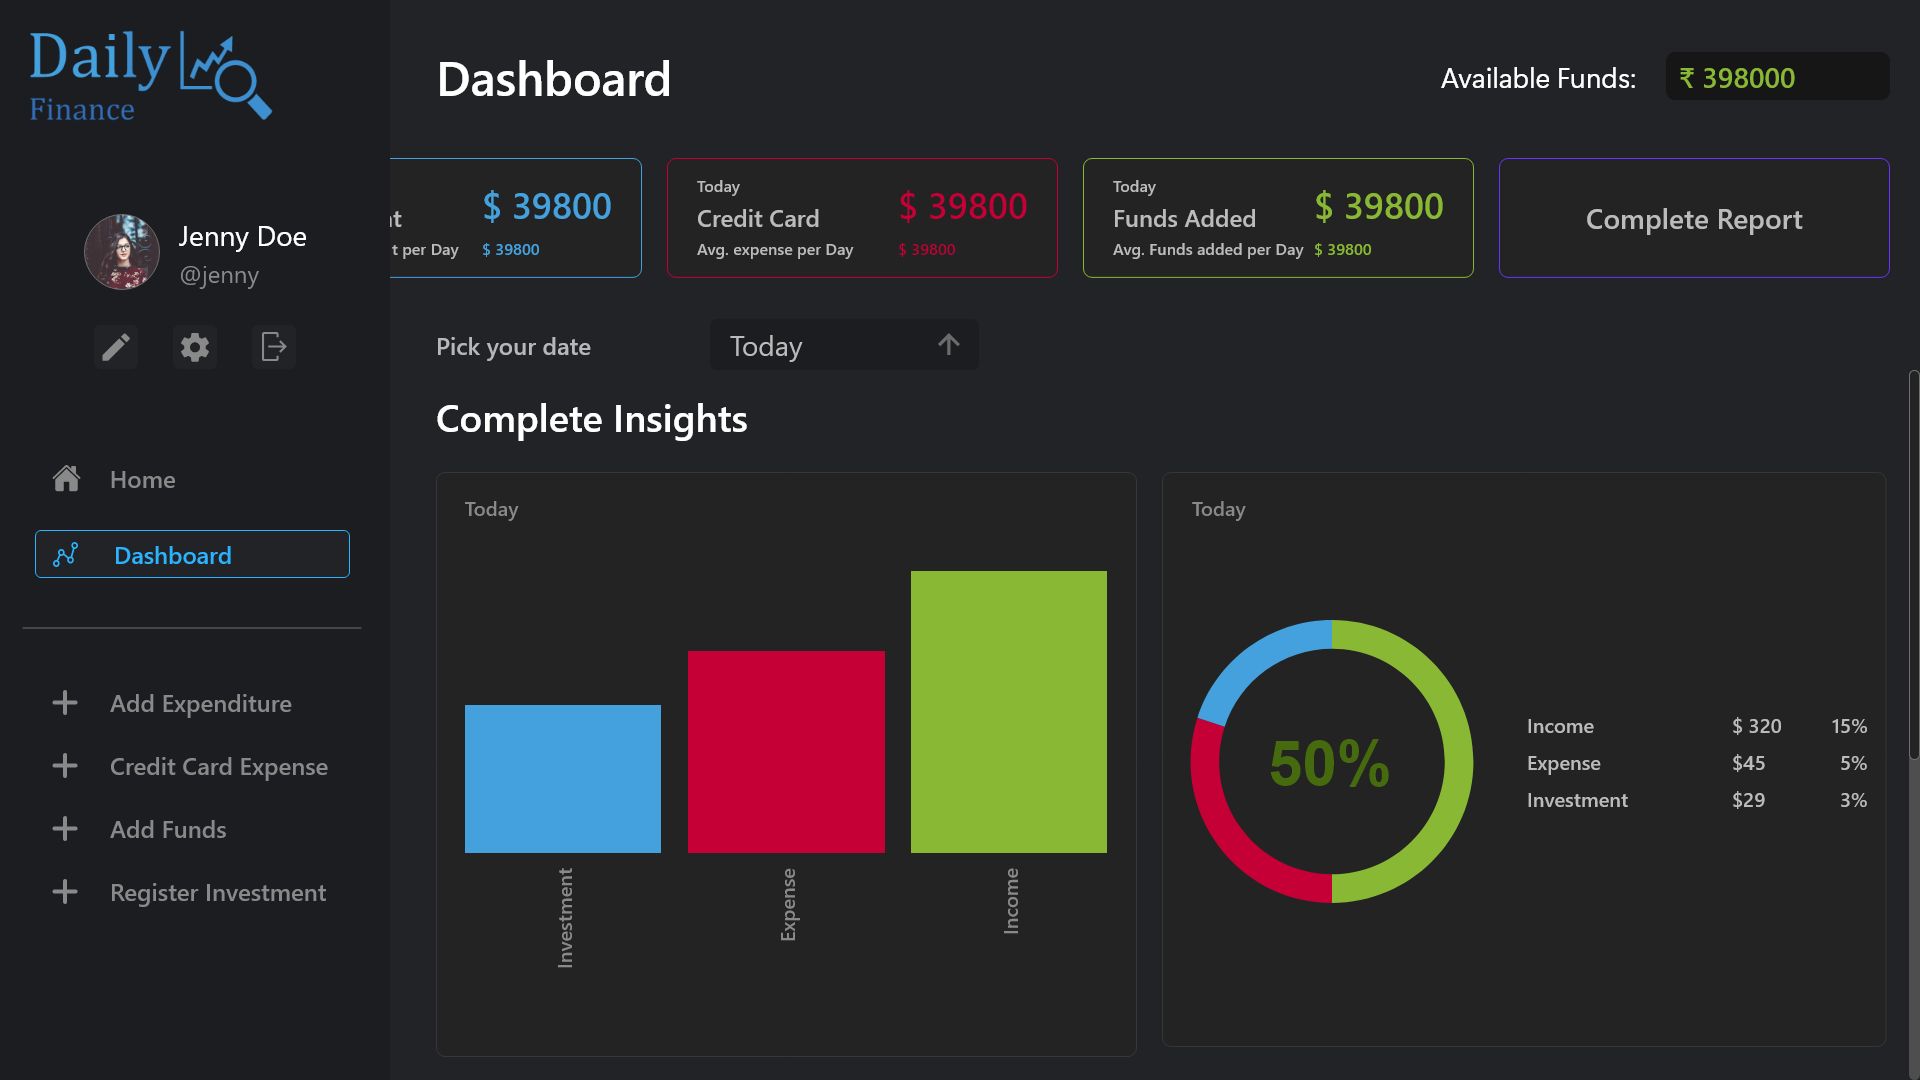 Daily
Finance
Dashboard
Available Funds:
₹ 398000
Jenny Doe
@jenny
$ 39800
t per Day
$ 39800
Today
Credit Card
$ 39800
Avg. expense per Day
$ 39800
Today
Funds Added
$ 39800
Avg. Funds added per Day
$ 39800
Complete Report
Pick your date
Today
Complete Insights
Home
Dashboard
Add Expenditure
Credit Card Expense
Add Funds
Register Investment
Today
Investment
Expense
Income
Today
50%
Income $ 320 15%
Expense $45 5%
Investment $29 3%